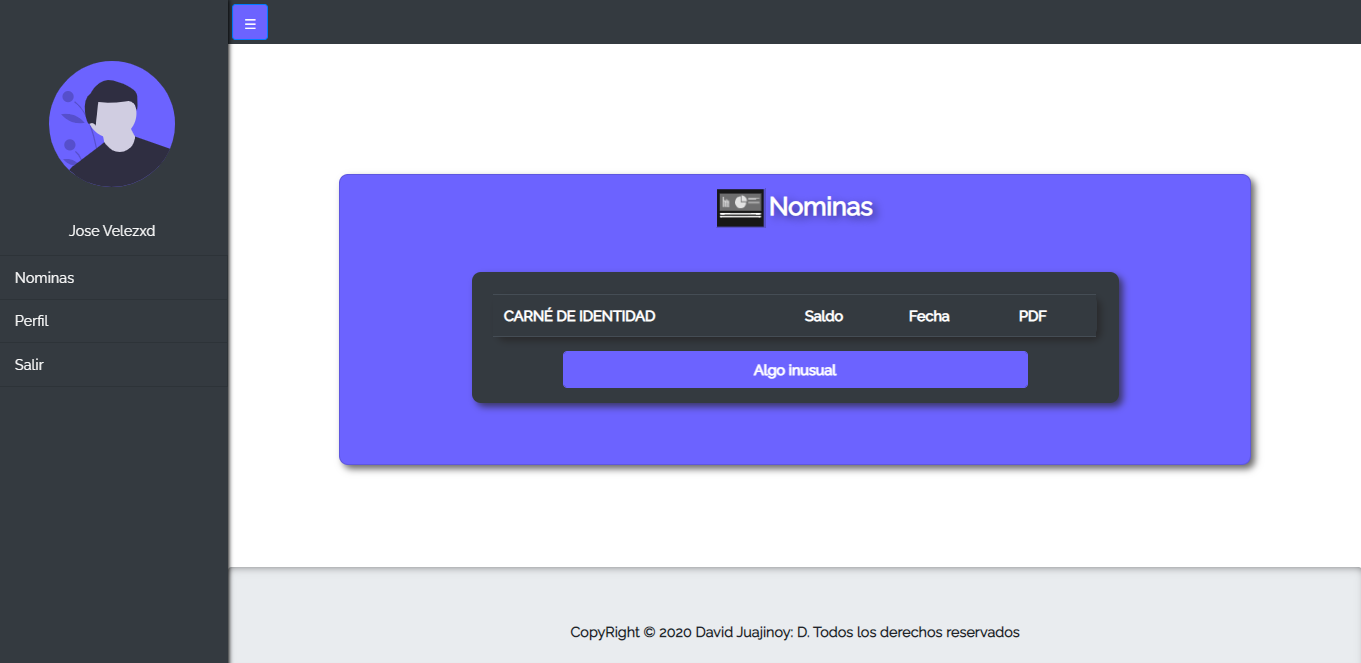 ☰
Jose Velezxd
Nominas
Perfil
Salir
Nominas
CARNÉ DE IDENTIDAD Saldo Fecha PDF
Algo inusual
CopyRight © 2020 David Juajinoy: D. Todos los derechos reservados